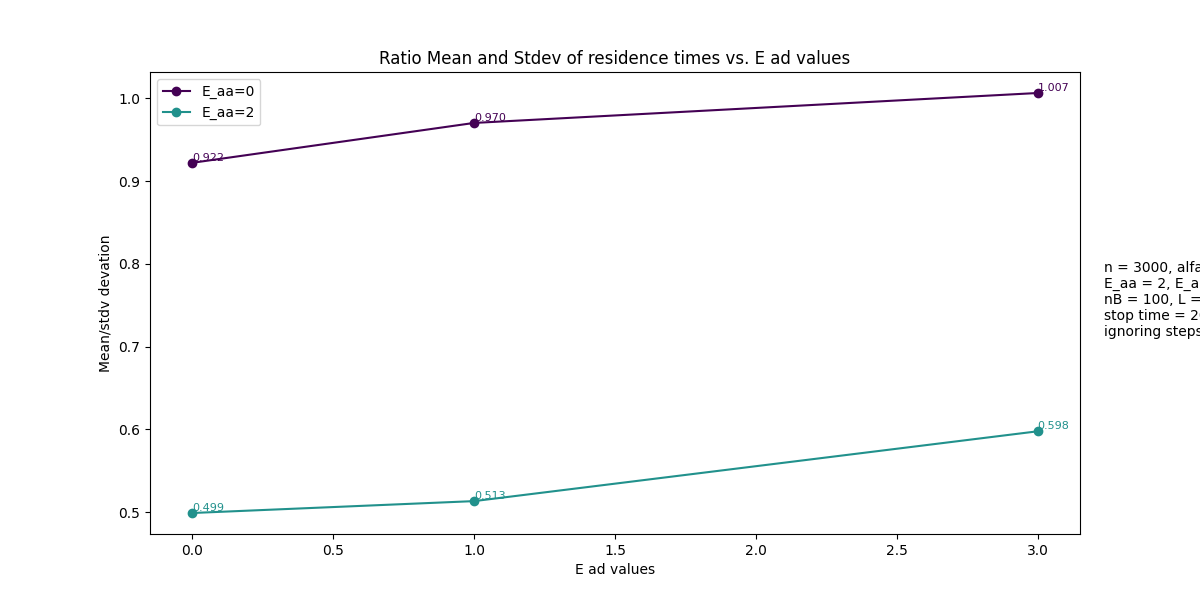 Ratio Mean and Stdev of residence times vs. E ad values
E_aa=0
E_aa=2
1.0
0.9
0.8
0.7
0.6
0.5
Mean/stdv devation
0.922
0.970
1.007
0.499
0.513
0.598
0.0
0.5
1.0
1.5
2.0
2.5
3.0
E ad values
n = 3000, alfa
E_aa = 2, E_a
nB = 100, L =
stop time = 2
ignoring steps